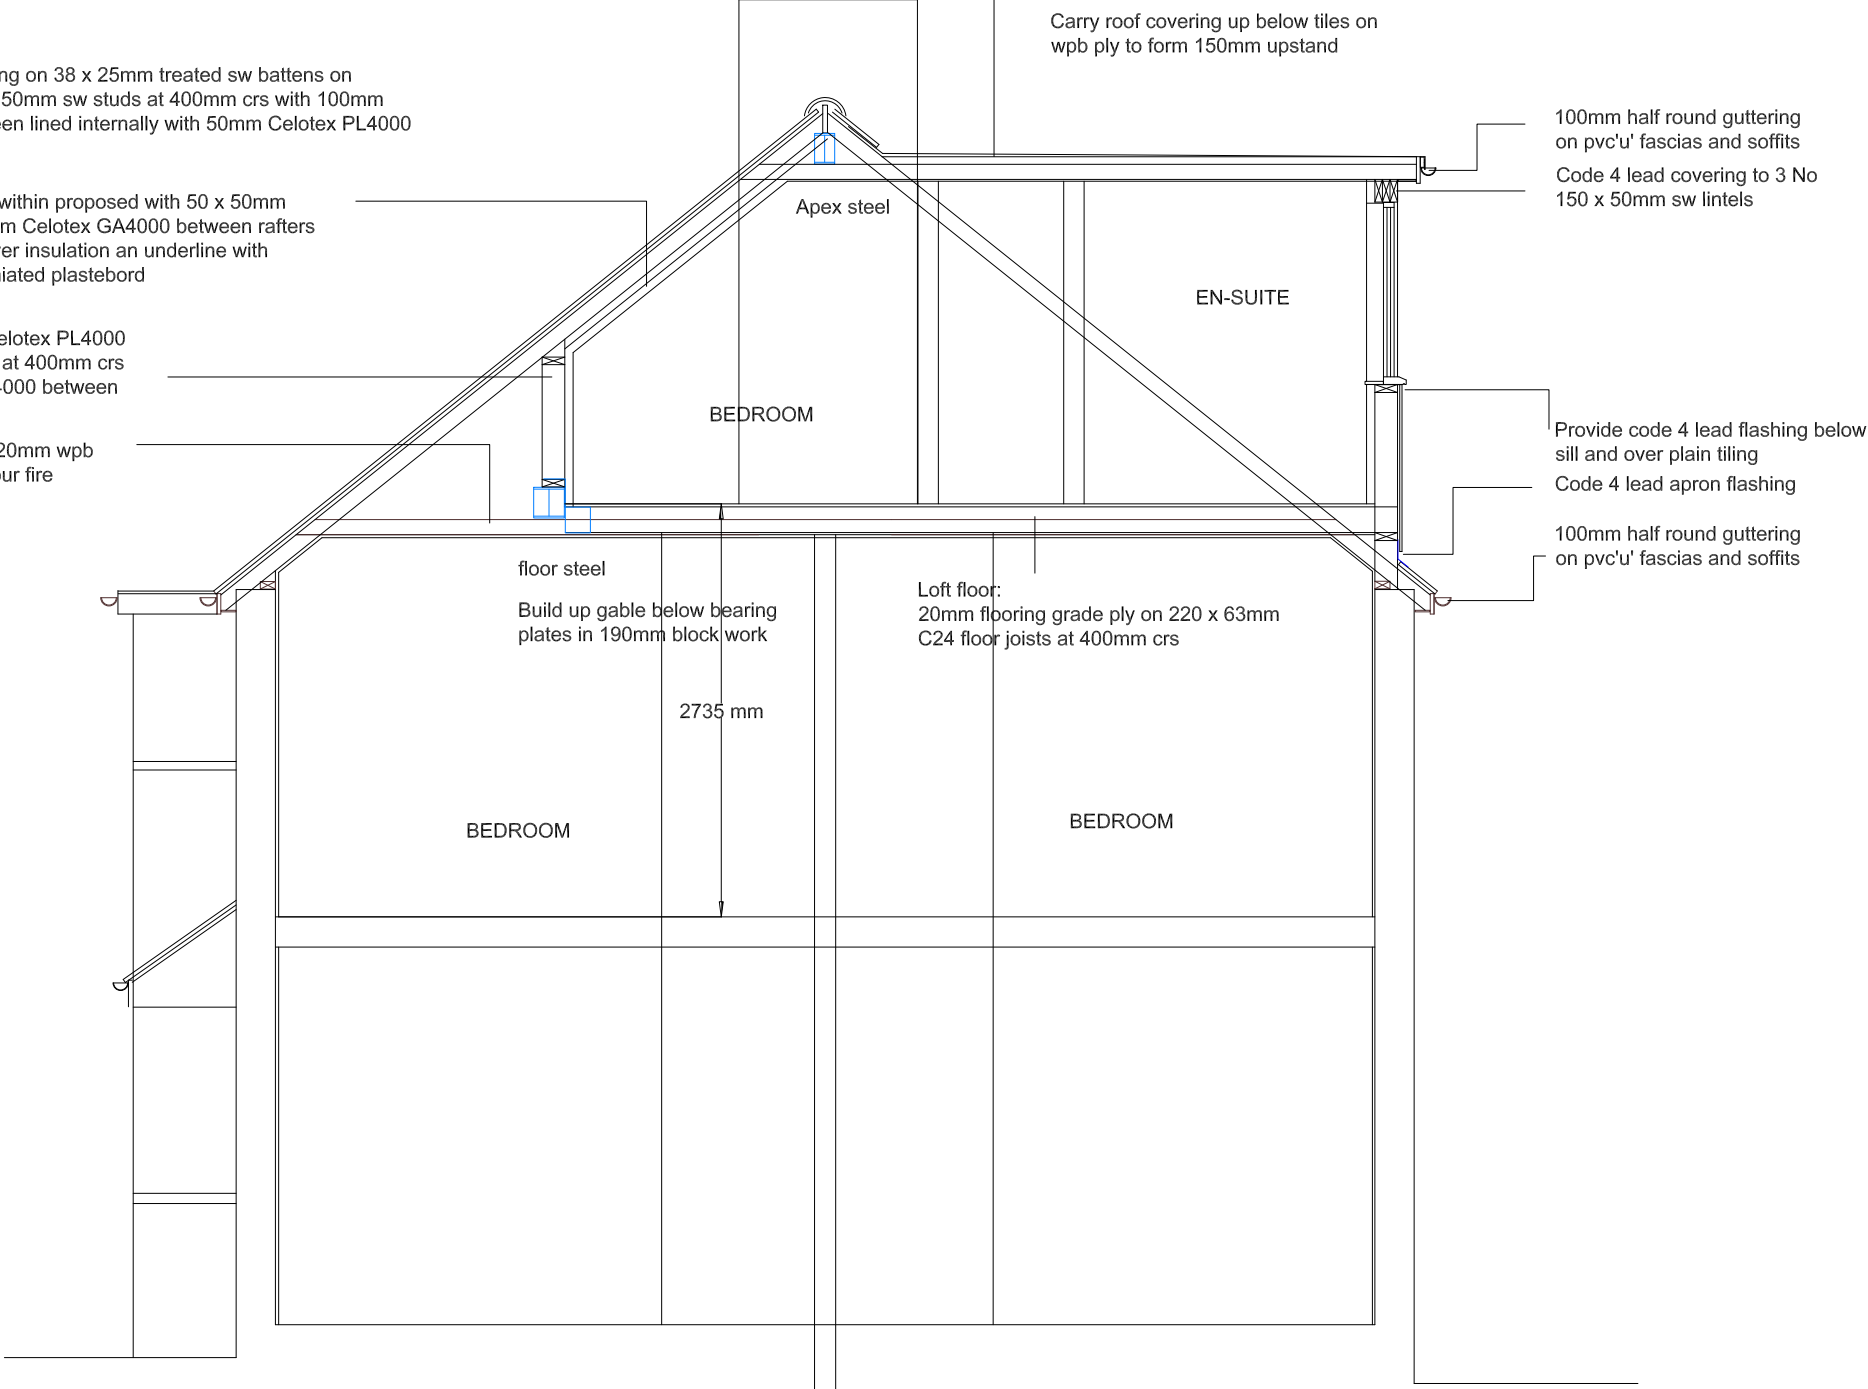 Carry roof covering up below tiles on
wpb ply to form 150mm upstand
ng on 38 x 25mm treated sw battens on
50mm sw studs at 400mm crs with 100mm
en lined internally with 50mm Celotex PL4000
100mm half round guttering
on pvc'u' fascias and soffits
Code 4 lead covering to 3 No
150 x 50mm sw lintels
within proposed with 50 x 50mm
m Celotex GA4000 between rafters
er insulation an underline with
iated plastebord
Apex steel
EN-SUITE
elotex PL4000
at 400mm crs
4000 between
BEDROOM
20mm wpb
our fire
Provide code 4 lead flashing below
sill and over plain tiling
Code 4 lead apron flashing
100mm half round guttering
on pvc'u' fascias and soffits
floor steel
Build up gable below bearing
plates in 190mm block work
Loft floor:
20mm flooring grade ply on 220 x 63mm
C24 floor joists at 400mm crs
2735 mm
BEDROOM
BEDROOM